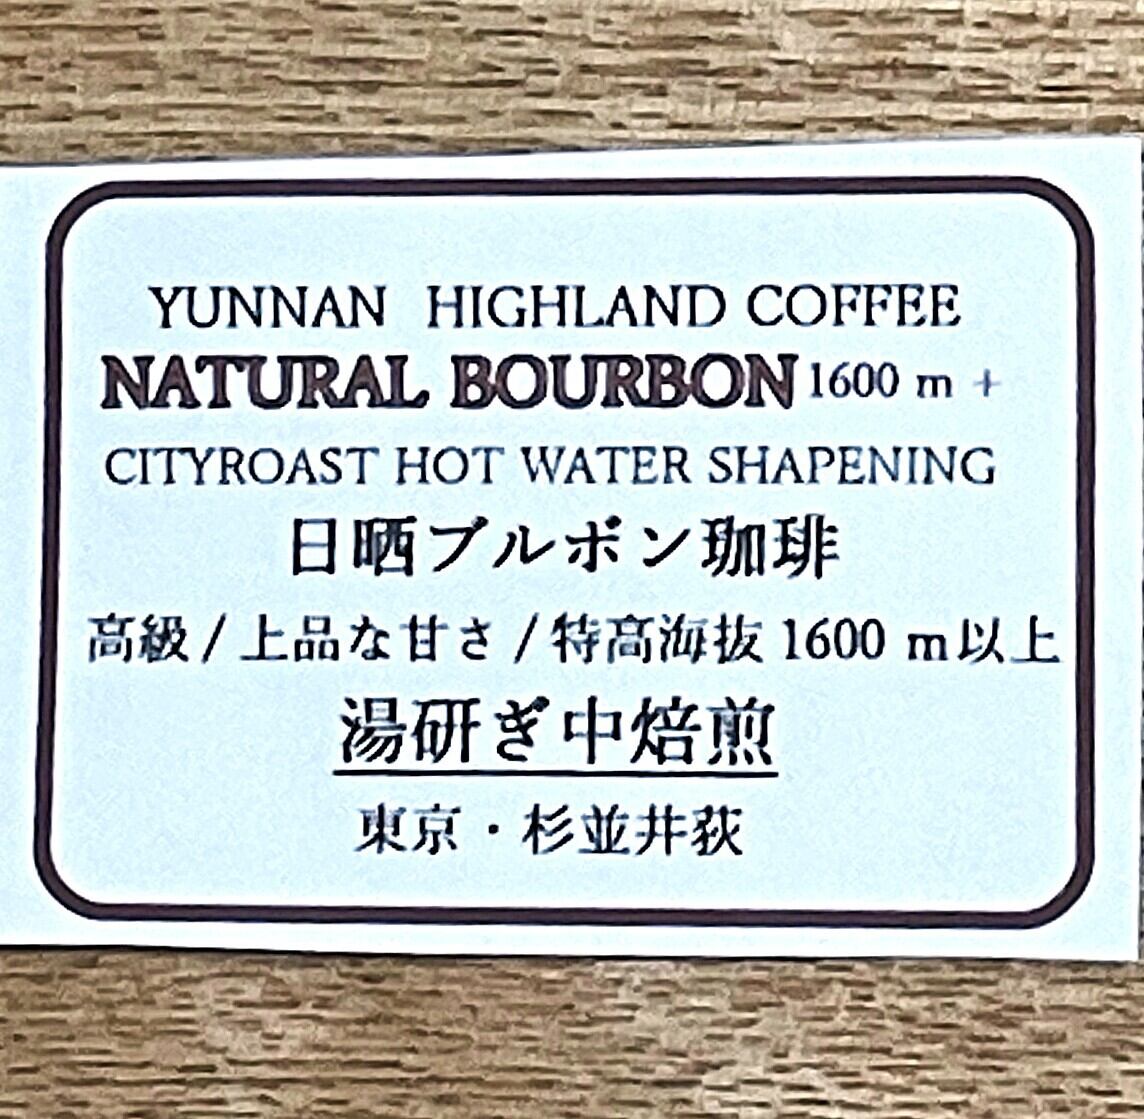 YUNNAN HIGHLAND COFFEE
NATURAL BOURBON 1600 m +
CITYROAST HOT WATER SHAPENING
日晒ブルボン珈琲
高級 / 上品な甘さ / 特高海抜 1600 m以上
湯研ぎ中焙煎
東京・杉並井荻